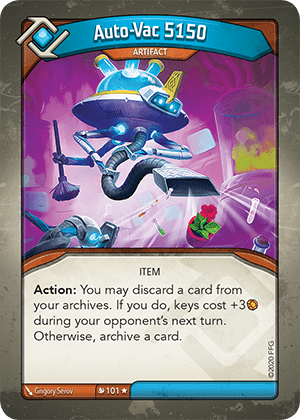 Auto-Vac 5150
ARTIFACT
ITEM
Action: You may discard a card from
your archives. If you do, keys cost +3
during your opponent's next turn.
Otherwise, archive a card.
Grigory Serov
101
©2020 FFG